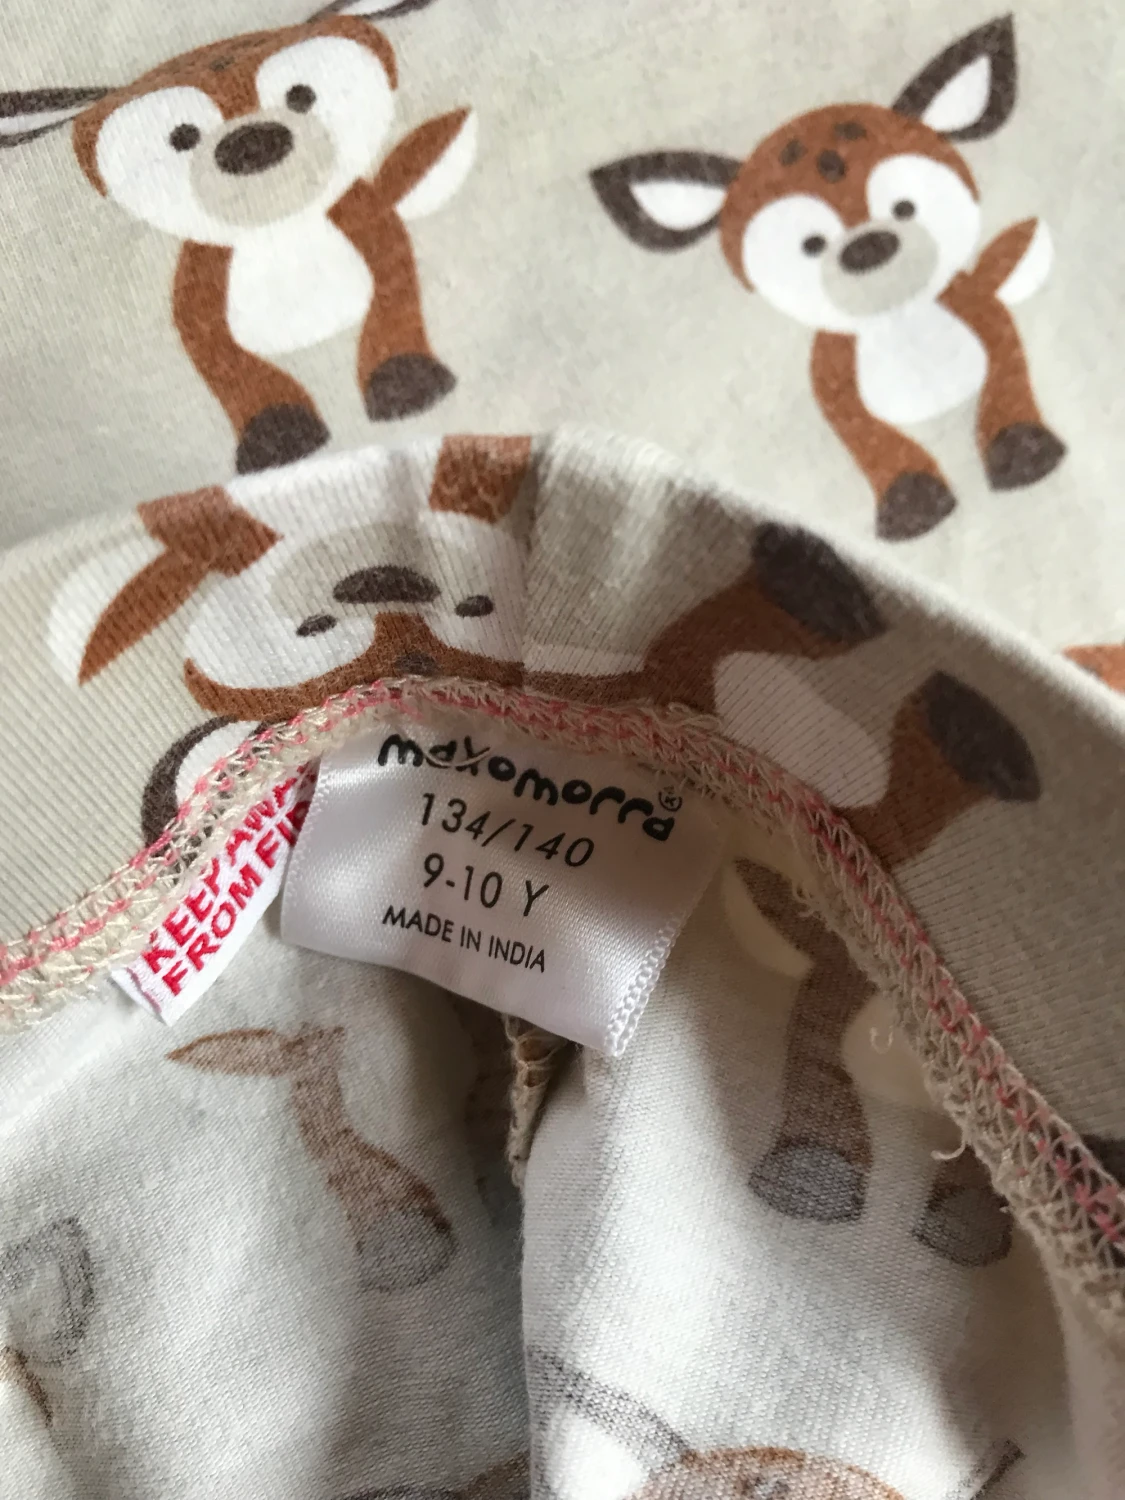 maxomorra®
134/140
9-10 Y
MADE IN INDIA
KEEP AWA
FROM FI